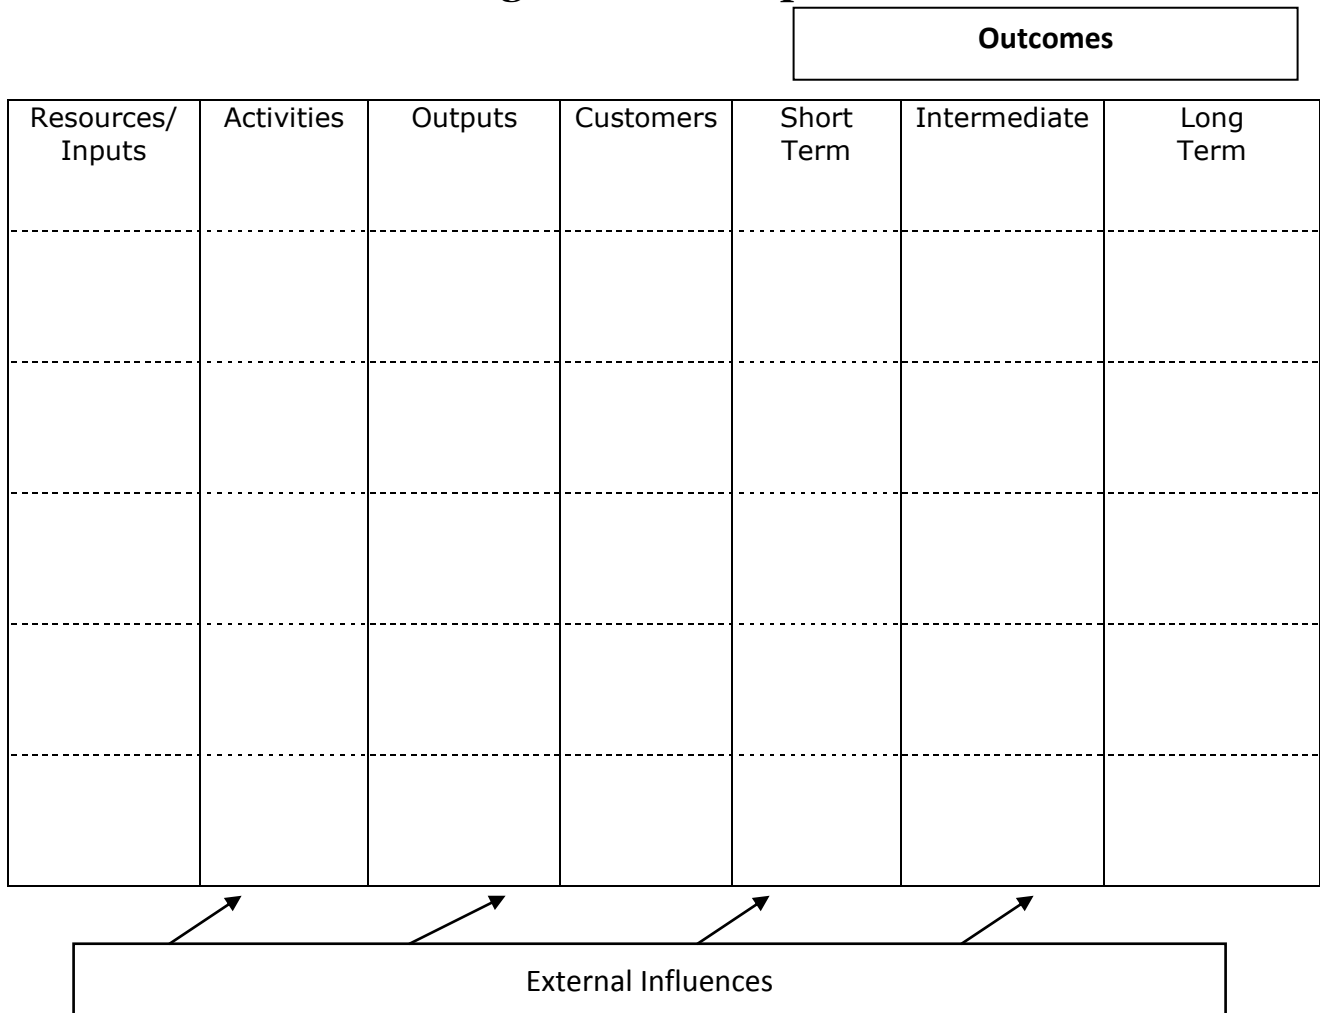 Outcomes
Resources/
Inputs
Activities
Outputs
Customers
Short
Term
Intermediate
Long
Term
External Influences